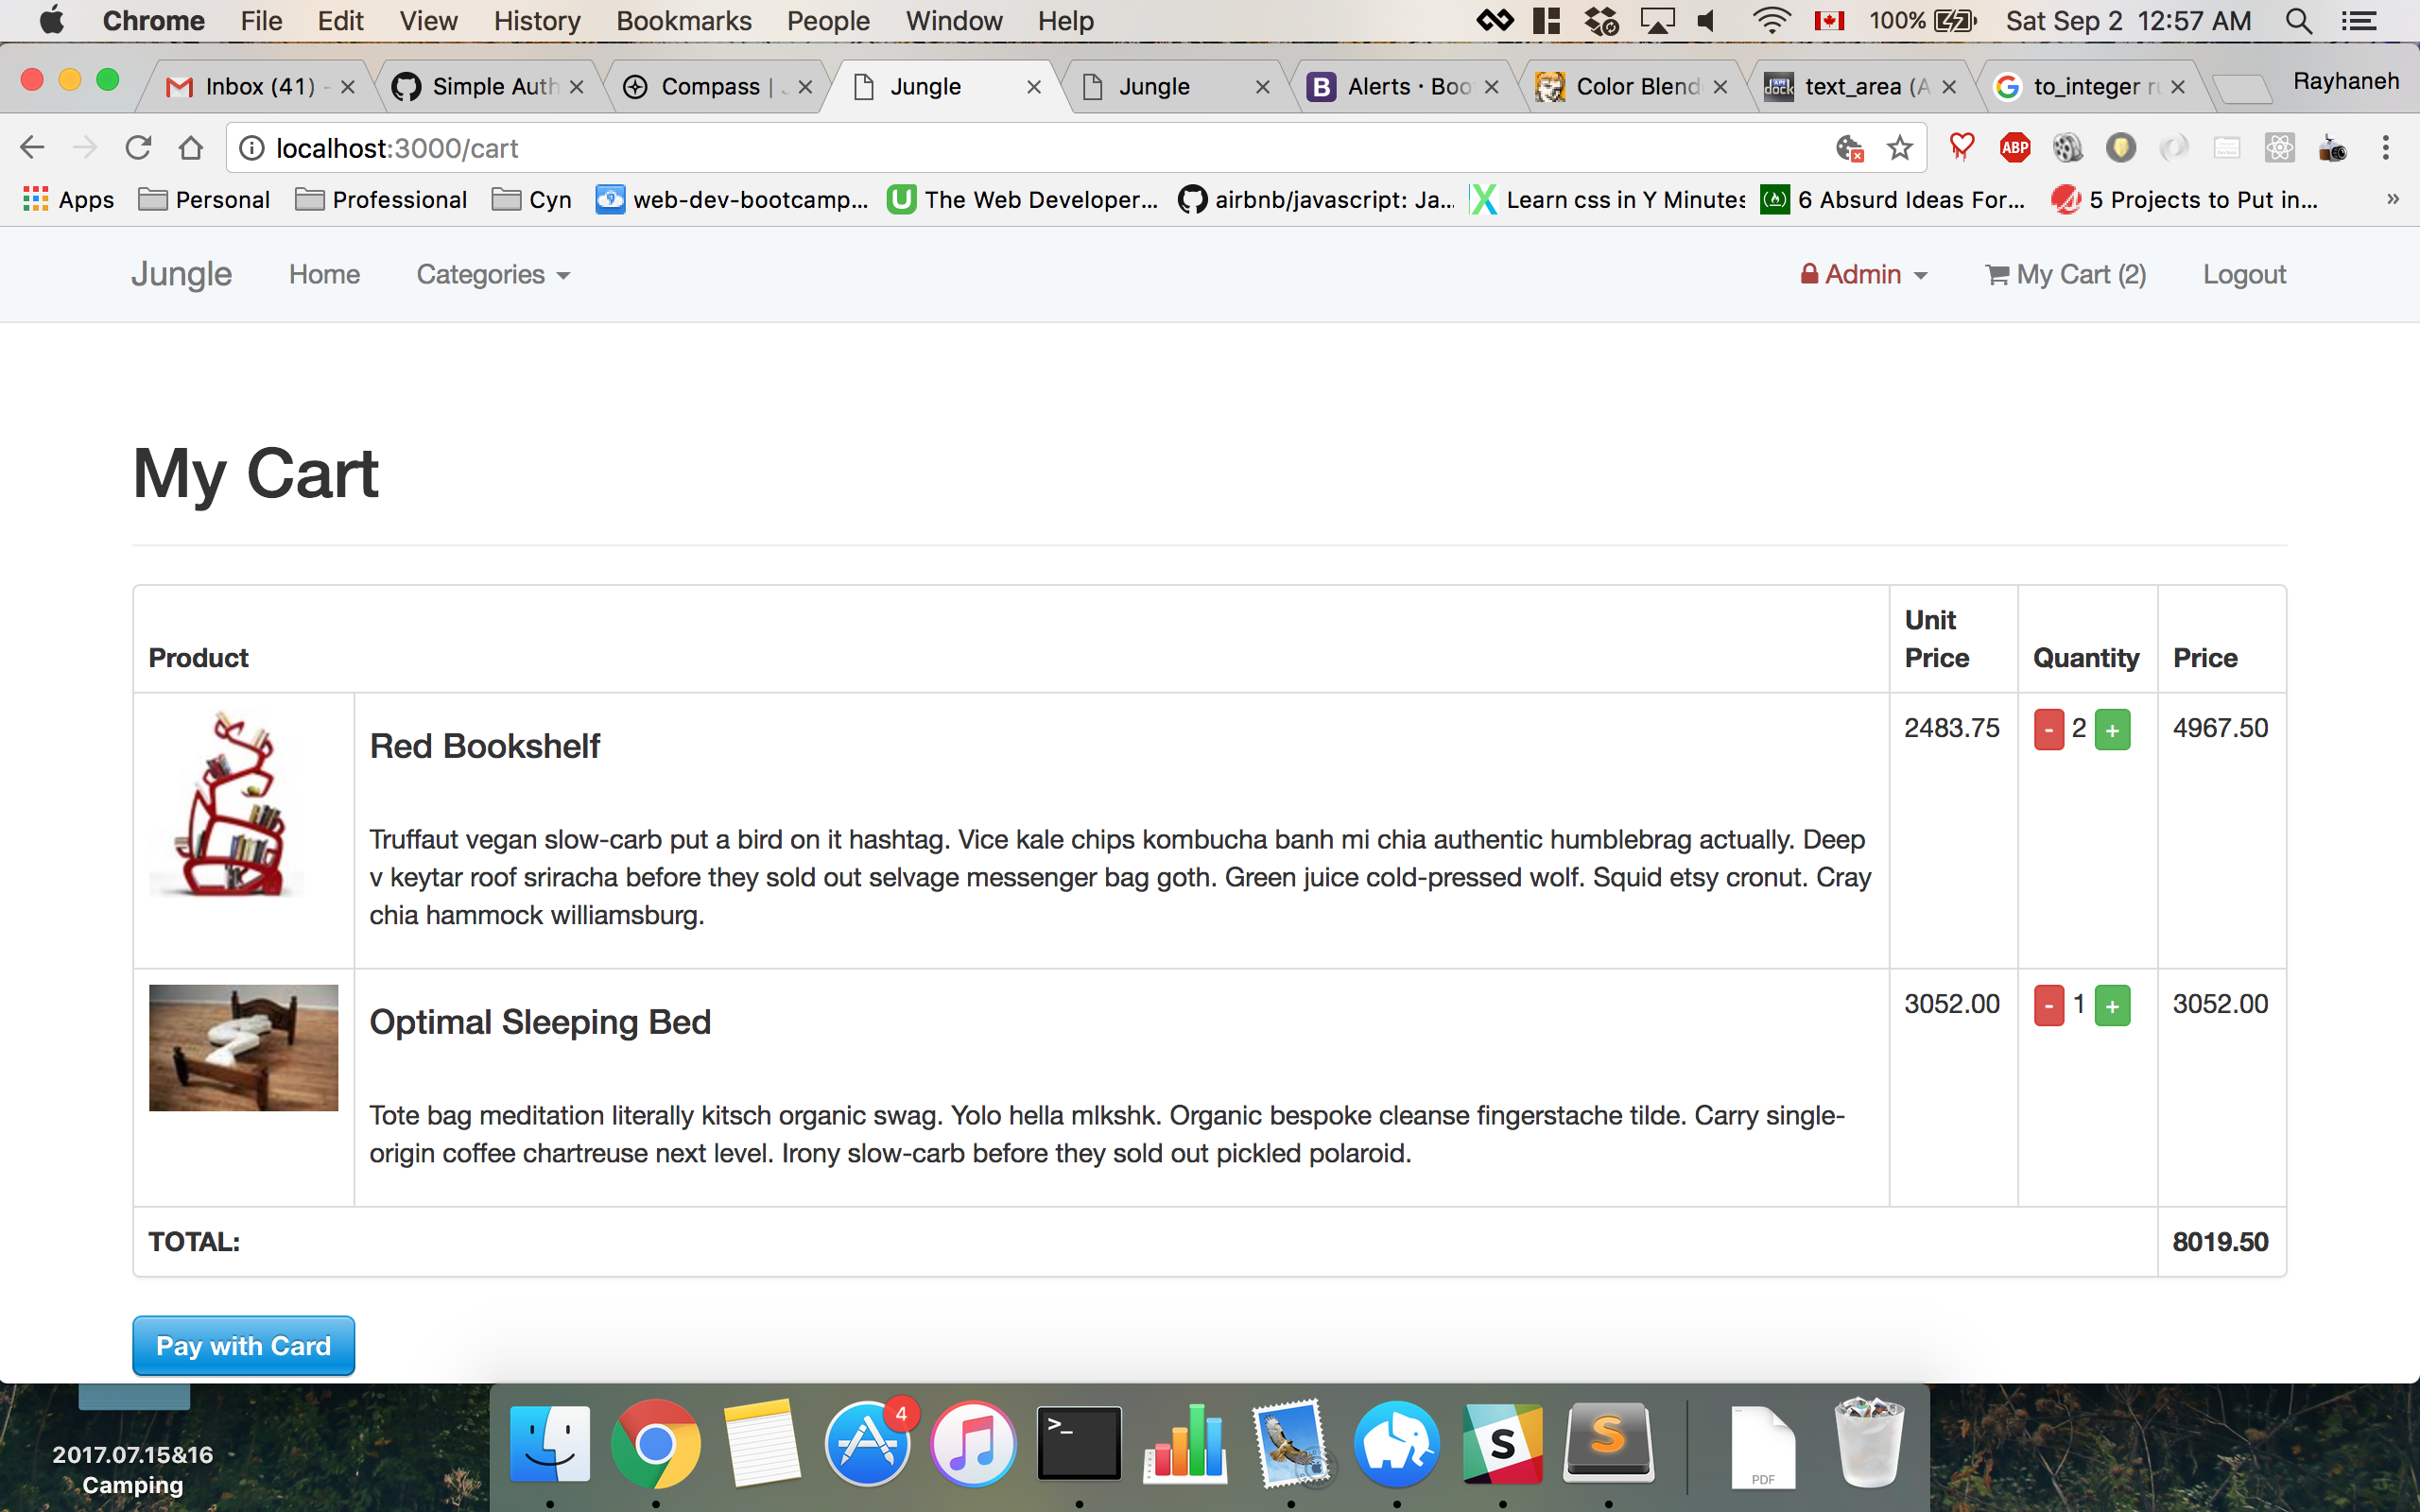 Chrome File Edit View History Bookmarks People Window Help 100% Sat Sep 2 12:57 AM
Inbox (41) - Simple Auth Compass | Jungle Jungle Alerts · Boo Color Blend text_area (A to_integer r Rayhaneh
localhost:3000/cart
ABP
Apps Personal Professional Cyn web-dev-bootcamp... The Web Developer... airbnb/javascript: Ja... Learn css in Y Minutes 6 Absurd Ideas For... 5 Projects to Put in... »
Jungle Home Categories Admin My Cart (2) Logout
My Cart
Product Unit Price Quantity Price
Red Bookshelf 2483.75 - 2 + 4967.50
Truffaut vegan slow-carb put a bird on it hashtag. Vice kale chips kombucha banh mi chia authentic humblebrag actually. Deep
v keytar roof sriracha before they sold out selvage messenger bag goth. Green juice cold-pressed wolf. Squid etsy cronut. Cray
chia hammock williamsburg.
Optimal Sleeping Bed 3052.00 - 1 + 3052.00
Tote bag meditation literally kitsch organic swag. Yolo hella mlkshk. Organic bespoke cleanse fingerstache tilde. Carry single-
origin coffee chartreuse next level. Irony slow-carb before they sold out pickled polaroid.
TOTAL: 8019.50
Pay with Card
4
PDF
2017.07.15&16
Camping